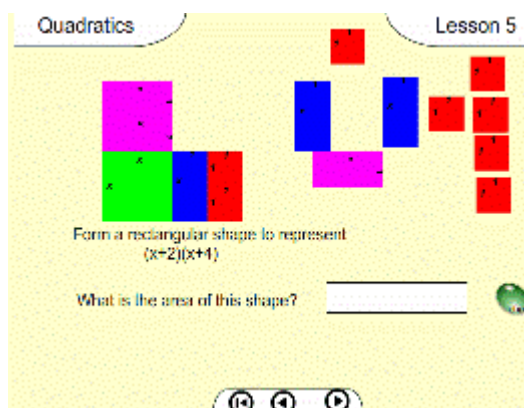 Quadratics
Lesson 5
Form a rectangular shape to represent
(x+2)(x+4)
What is the area of this shape?